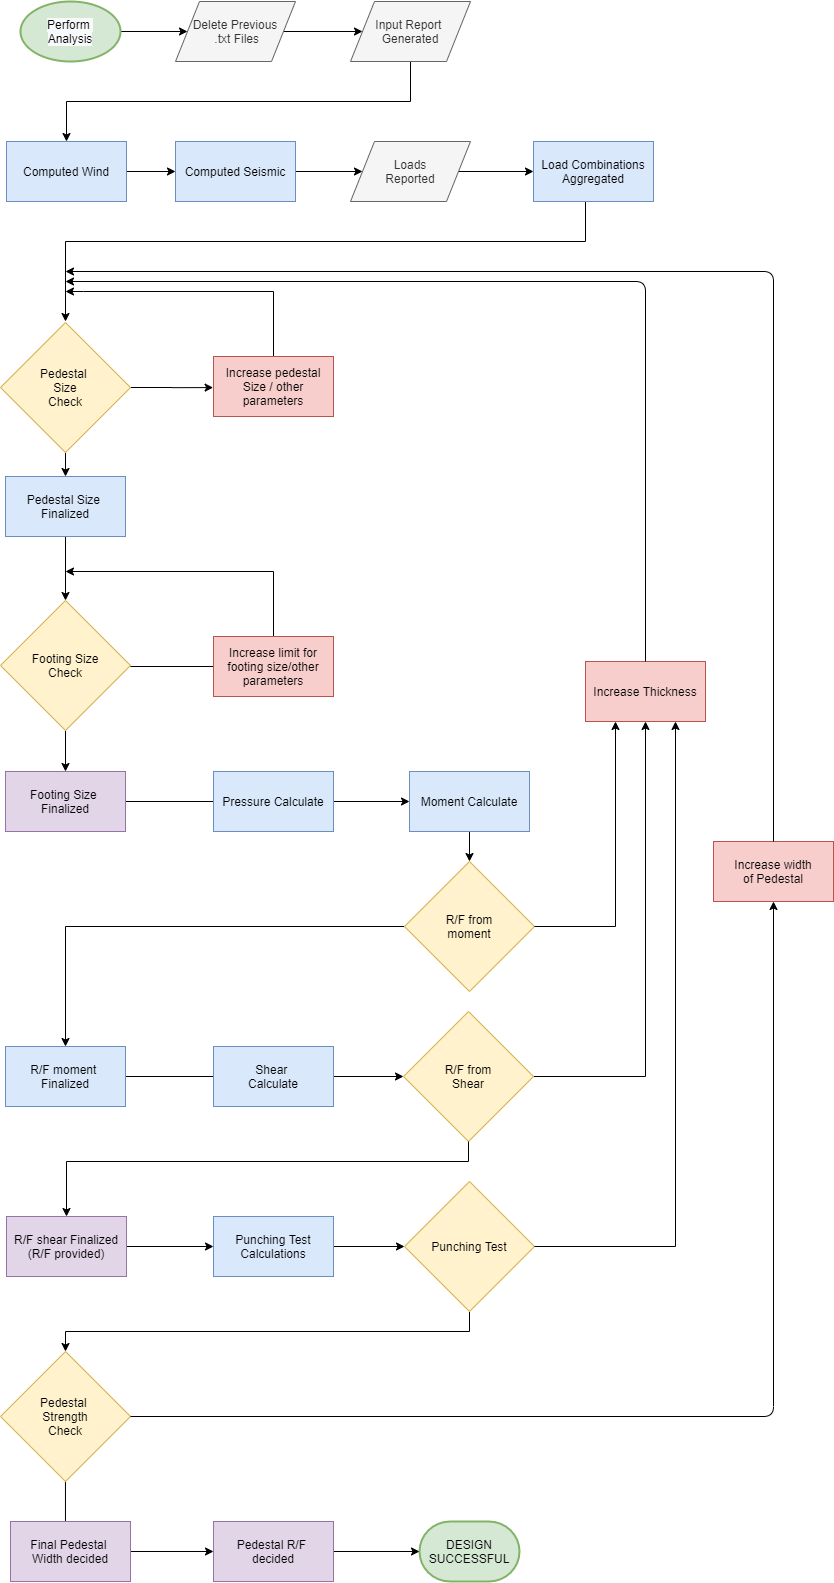 Perform
Analysis
Delete Previous
.txt Files
Input Report
Generated
Computed Wind
Computed Seismic
Loads
Reported
Load Combinations
Aggregated
Pedestal
Size
Check
Increase pedestal
Size / other
parameters
Pedestal Size
Finalized
Footing Size
Check
Increase limit for
footing size/other
parameters
Increase Thickness
Footing Size
Finalized
Pressure Calculate
Moment Calculate
Increase width
of Pedestal
R/F from
moment
R/F moment
Finalized
Shear
Calculate
R/F from
Shear
R/F shear Finalized
(R/F provided)
Punching Test
Calculations
Punching Test
Pedestal
Strength
Check
Final Pedestal
Width decided
Pedestal R/F
decided
DESIGN
SUCCESSFUL